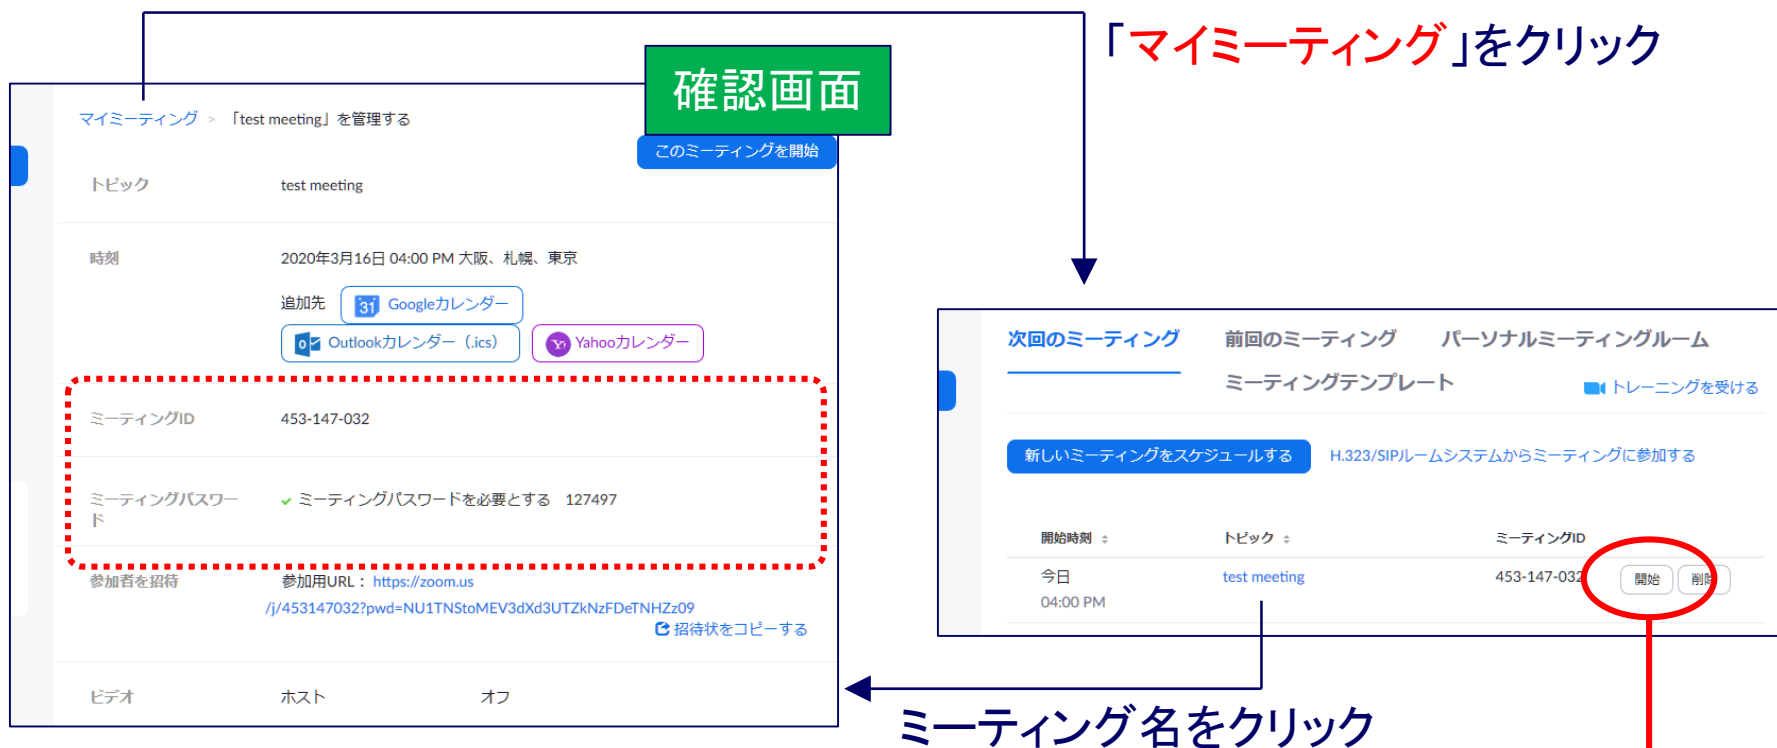 「マイミーティング」をクリック
確認画面
マイミーティング > 「test meeting」を管理する
このミーティングを開始
トピック test meeting
時刻 2020年3月16日 04:00 PM 大阪、札幌、東京
追加先 31 Googleカレンダー
Outlookカレンダー（.ics） Yahooカレンダー
ミーティングID 453-147-032
ミーティングパスワー
ド
ミーティングパスワードを必要とする 127497
参加者を招待 参加用URL： https://zoom.us
/j/453147032?pwd=NU1TNStoMEV3dXd3UTZkNzFDeTNHZz09
招待状をコピーする
ビデオ ホスト オフ
次回のミーティング 前回のミーティング パーソナルミーティングルーム
ミーティングテンプレート トレーニングを受ける
新しいミーティングをスケジュールする H.323/SIPルームシステムからミーティングに参加する
開始時刻 トピック ミーティングID
今日 test meeting 453-147-032 開始 削除
04:00 PM
ミーティング名をクリック